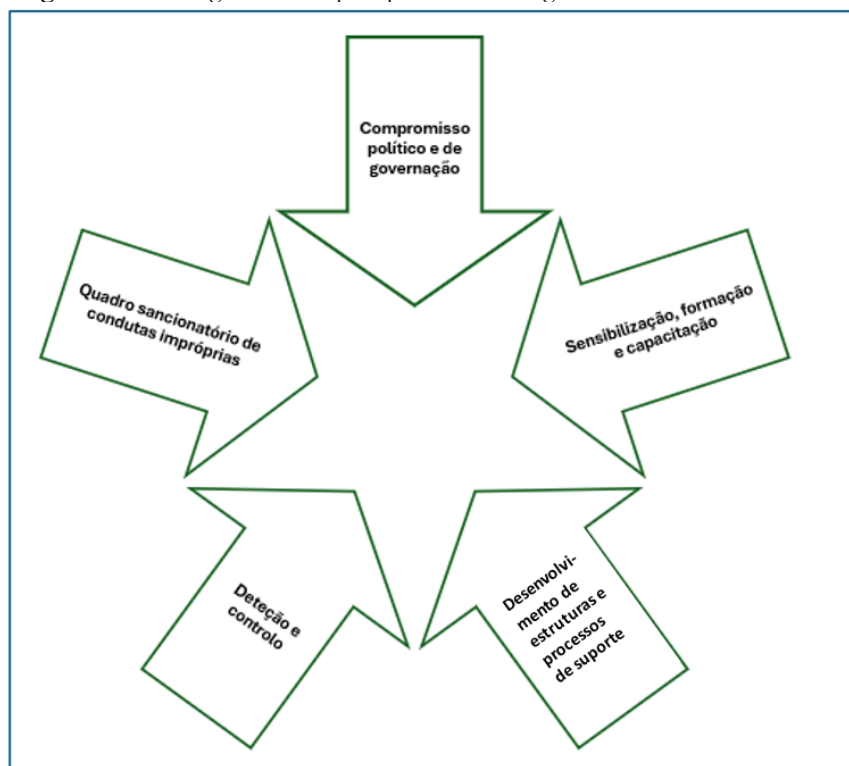 Compromisso
político e de
governação
Quadro sancionatório de
condutas impróprias
Sensibilização, formação
e capacitação
Deteção e
controlo
Desenvolvi-
mento de
estruturas e
processos
de suporte